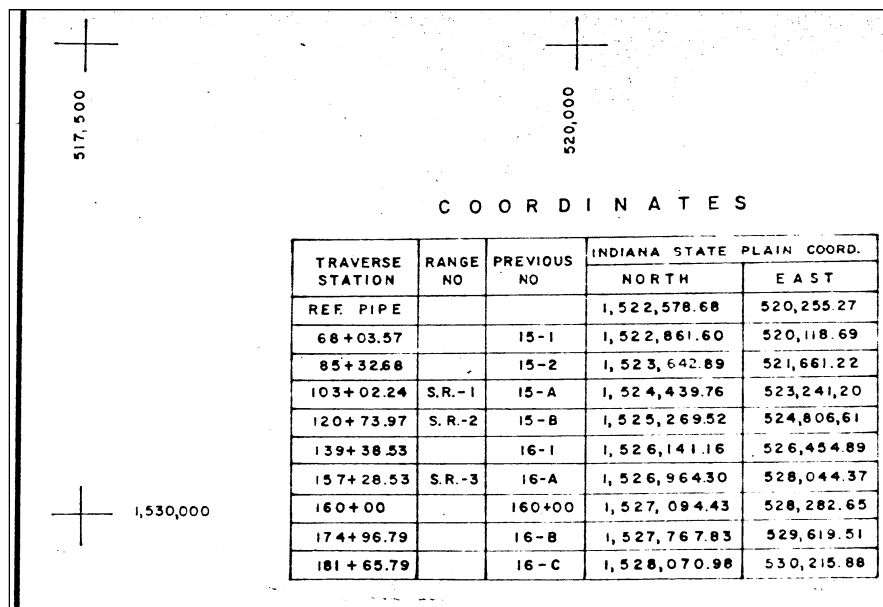 517,500
520,000
COORDINATES
TRAVERSE STATION RANGE NO PREVIOUS NO INDIANA STATE PLAIN COORD.
NORTH EAST
REF. PIPE 1,522,578.68 520,255.27
68+03.57 15-1 1,522,861.60 520,118.69
85+32.68 15-2 1,523,642.89 521,661.22
103+02.24 S.R.-1 15-A 1,524,439.76 523,241,20
120+73.97 S.R.-2 15-B 1,525,269.52 524,806,61
139+38.53 16-1 1,526,141.16 526,454.89
157+28.53 S.R.-3 16-A 1,526,964.30 528,044.37
1,530,000
160+00 160+00 1,527,094.43 528,282.65
174+96.79 16-B 1,527,767.83 529,619.51
181+65.79 16-C 1,528,070.98 530,215.88